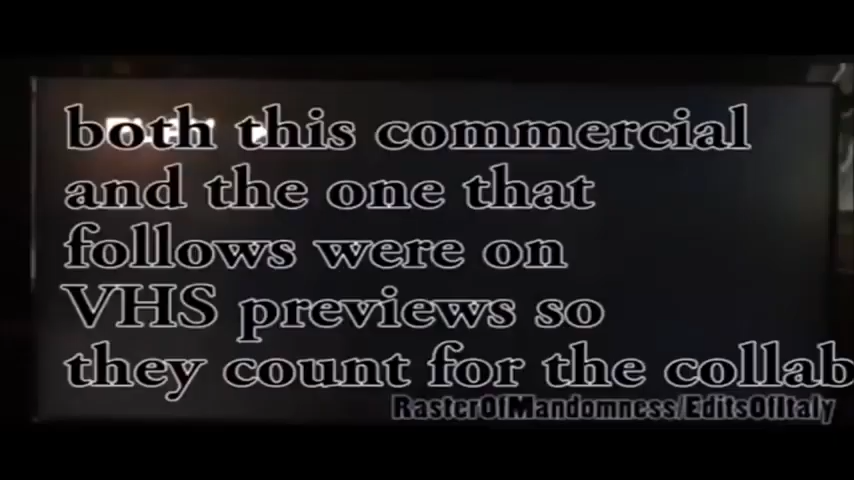 both this commercial
and the one that
follows were on
VHS previews so
they count for the collab
RasterOfMandomness/EditsOfItaly